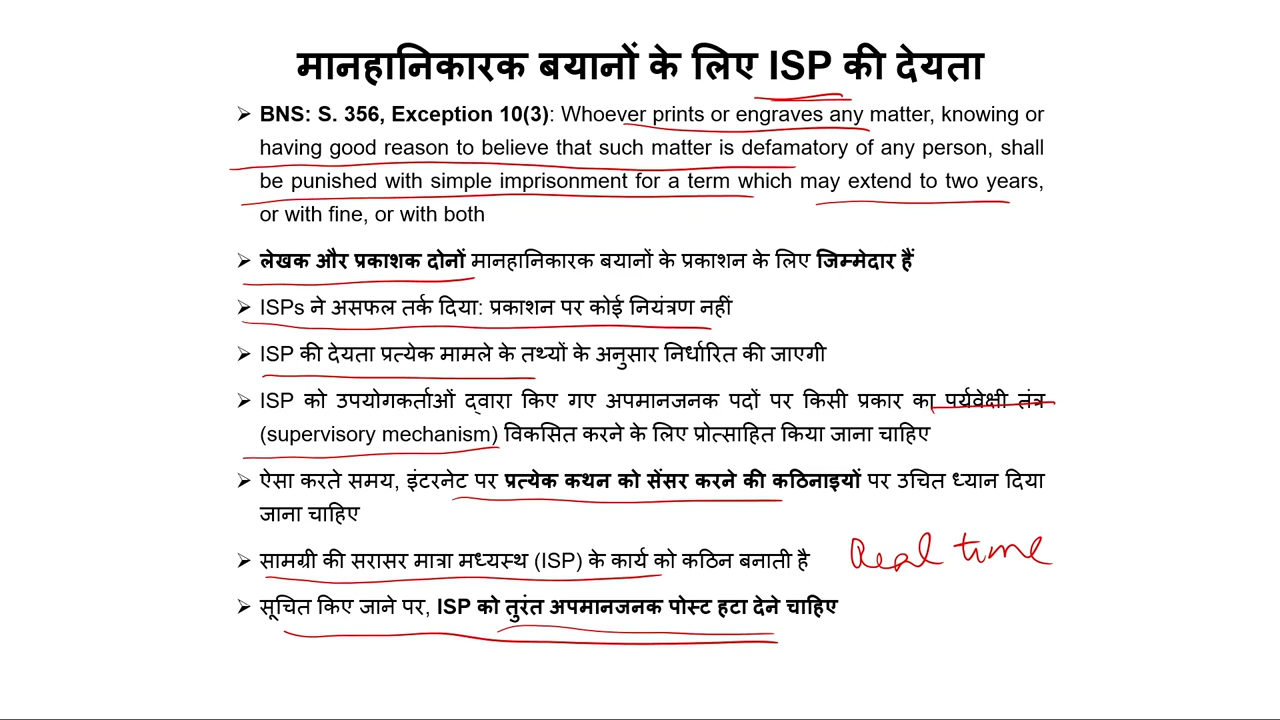 मानहानिकारक बयानों के लिए ISP की देयता
➢ BNS: S. 356, Exception 10(3): Whoever prints or engraves any matter, knowing or
having good reason to believe that such matter is defamatory of any person, shall
be punished with simple imprisonment for a term which may extend to two years,
or with fine, or with both
➢ लेखक और प्रकाशक दोनों मानहानिकारक बयानों के प्रकाशन के लिए जिम्मेदार हैं
➢ ISPs ने असफल तर्क दिया: प्रकाशन पर कोई नियंत्रण नहीं
➢ ISP की देयता प्रत्येक मामले के तथ्यों के अनुसार निर्धारित की जाएगी
➢ ISP को उपयोगकर्ताओं द्वारा किए गए अपमानजनक पदों पर किसी प्रकार का पर्यवेक्षी तंत्र
(supervisory mechanism) विकसित करने के लिए प्रोत्साहित किया जाना चाहिए
➢ ऐसा करते समय, इंटरनेट पर प्रत्येक कथन को सेंसर करने की कठिनाइयों पर उचित ध्यान दिया
जाना चाहिए
➢ सामग्री की सरासर मात्रा मध्यस्थ (ISP) के कार्य को कठिन बनाती है
Real time
➢ सूचित किए जाने पर, ISP को तुरंत अपमानजनक पोस्ट हटा देने चाहिए